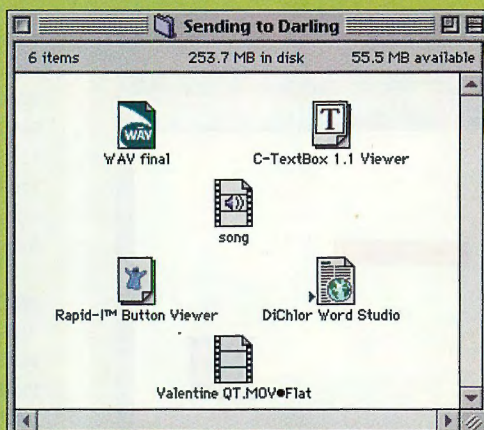 Sending to Darling
6 items 253.7 MB in disk 55.5 MB available
WAV
WAV final
T
C-TextBox 1.1 Viewer
song
Rapid-I™ Button Viewer
DiChlor Word Studio
Valentine QT.MOV●Flat